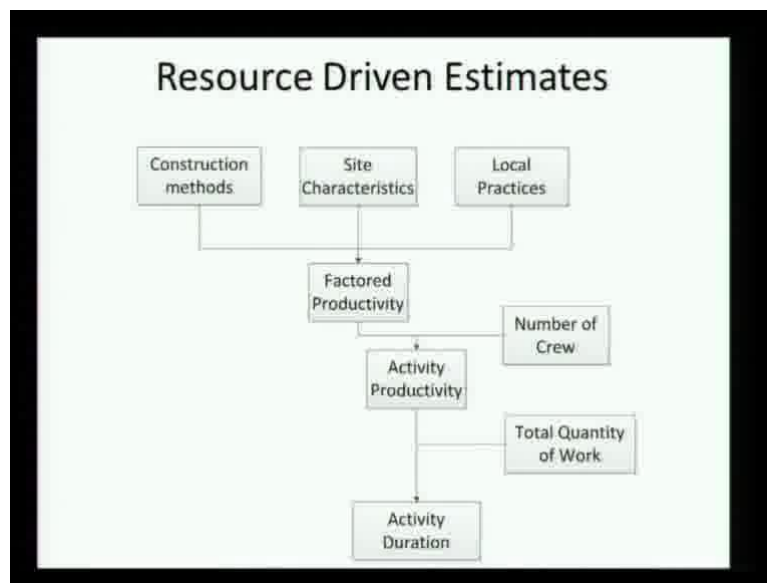 Resource Driven Estimates
Construction
methods
Site
Characteristics
Local
Practices
Factored
Productivity
Number of
Crew
Activity
Productivity
Total Quantity
of Work
Activity
Duration